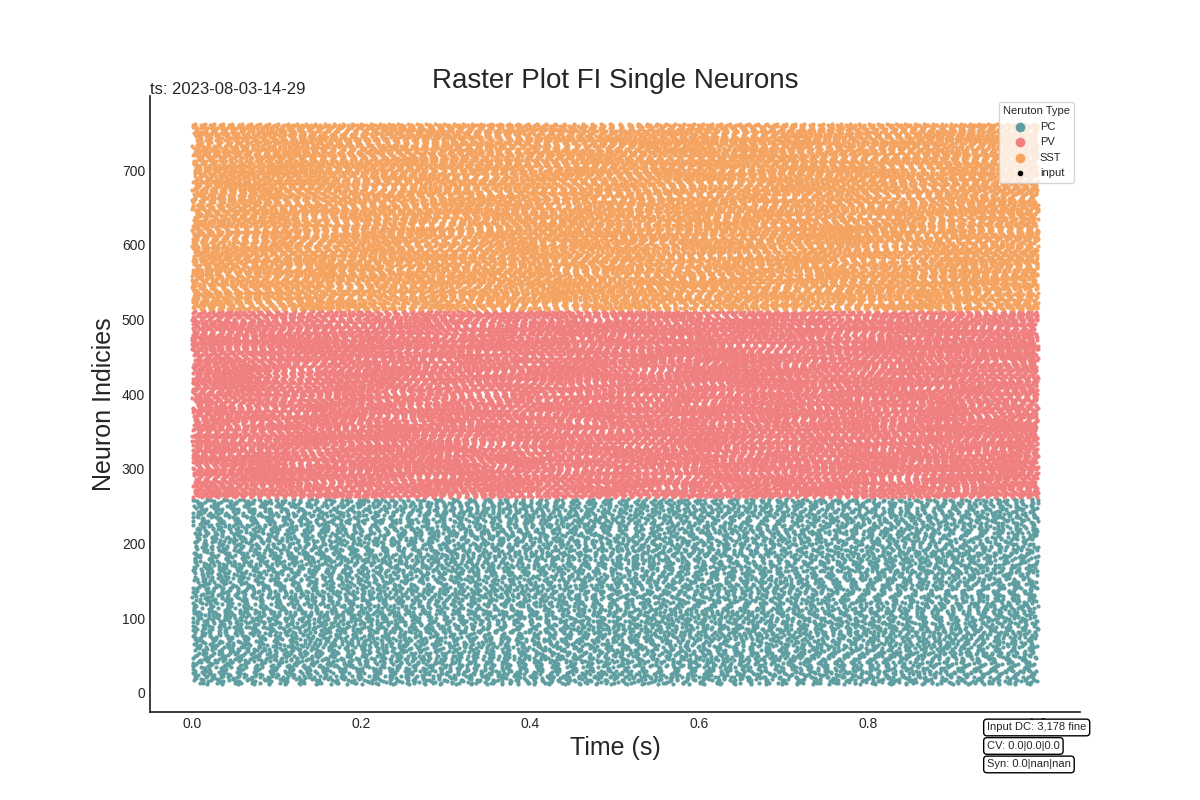 Raster Plot FI Single Neurons
ts: 2023-08-03-14-29
Neruton Type
PC
PV
SST
input
Neuron Indicies
700
600
500
400
300
200
100
0
0.0
0.2
0.4
0.6
0.8
Time (s)
Input DC: 3,178 fine
CV: 0.0|0.0|0.0
Syn: 0.0|nan|nan